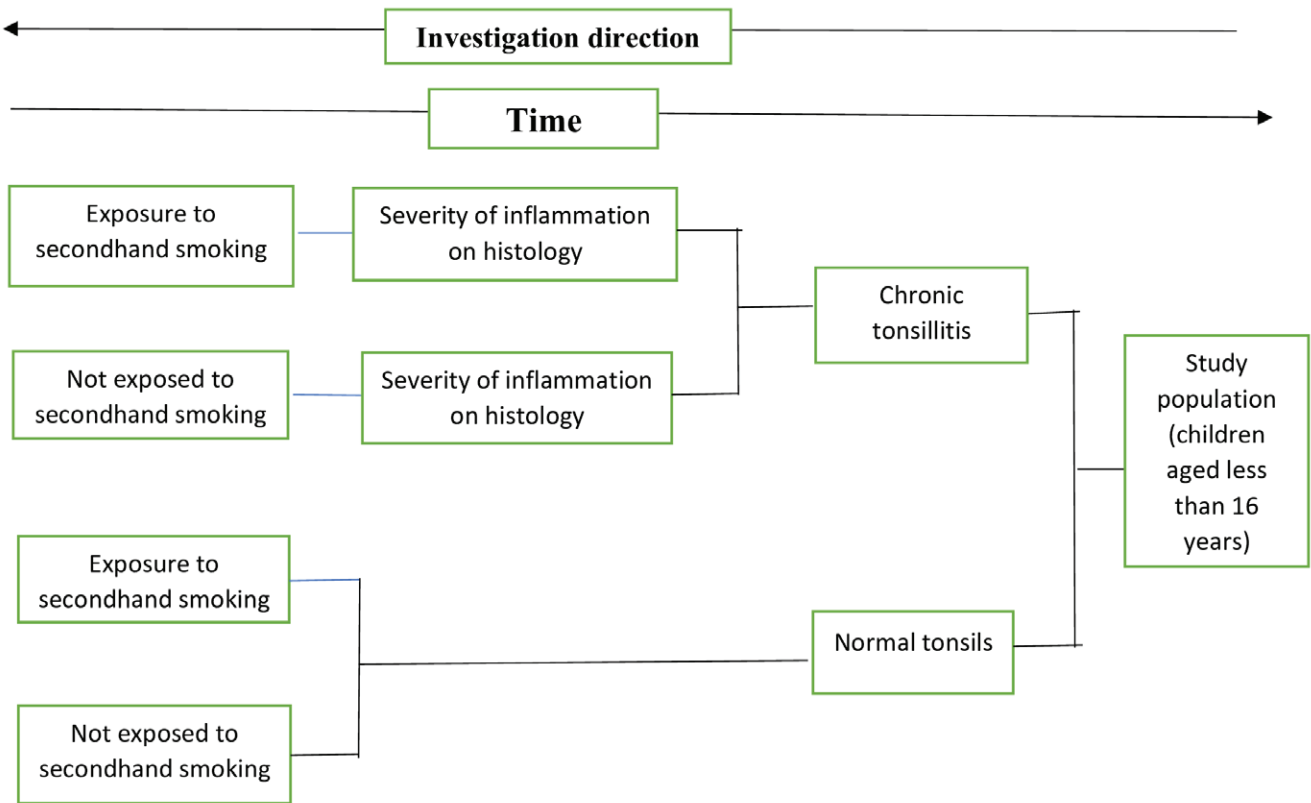 Investigation direction
Time
Exposure to
secondhand smoking
Severity of inflammation
on histology
Not exposed to
secondhand smoking
Severity of inflammation
on histology
Chronic
tonsillitis
Study
population
(children
aged less
than 16
years)
Exposure to
secondhand smoking
Normal tonsils
Not exposed to
secondhand smoking